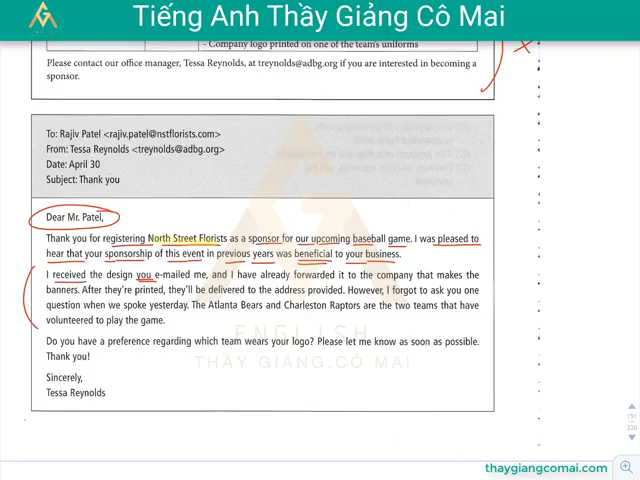 Tiếng Anh Thầy Giảng Cô Mai
- Company logo printed on one of the team's uniforms
Please contact our office manager, Tessa Reynolds, at treynolds@adbg.org if you are interested in becoming a
sponsor.
To: Rajiv Patel <rajiv.patel@nstflorists.com>
From: Tessa Reynolds <treynolds@adbg.org>
Date: April 30
Subject: Thank you
Dear Mr. Patel,
Thank you for registering North Street Florists as a sponsor for our upcoming baseball game. I was pleased to
hear that your sponsorship of this event in previous years was beneficial to your business.
I received the design you e-mailed me, and I have already forwarded it to the company that makes the
banners. After they're printed, they'll be delivered to the address provided. However, I forgot to ask you one
question when we spoke yesterday. The Atlanta Bears and Charleston Raptors are the two teams that have
volunteered to play the game.
ENGLISH
Do you have a preference regarding which team wears your logo? Please let me know as soon as possible.
Thank you!
THẦY GIẢNG.CÔ MAI
Sincerely,
Tessa Reynolds
191
220
thaygiangcomai.com